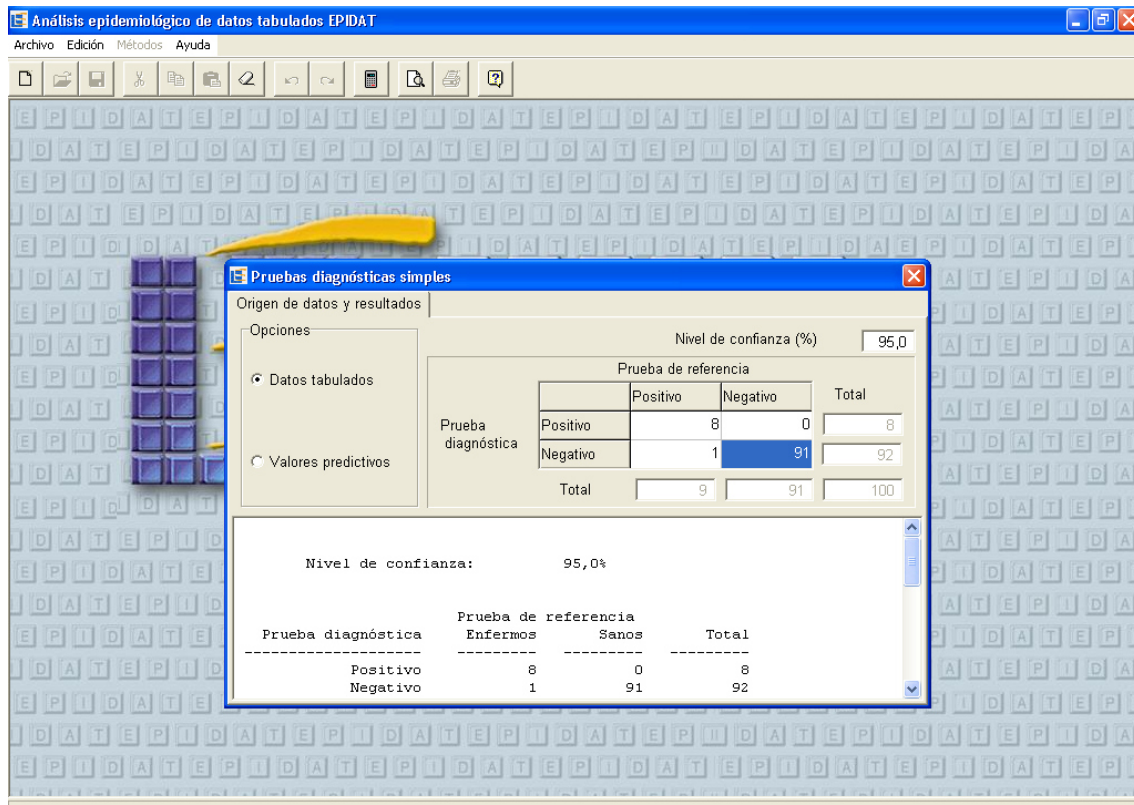 Análisis epidemiológico de datos tabulados EPIDAT
Archivo Edición Métodos Ayuda
Pruebas diagnósticas simples
Origen de datos y resultados
Opciones
Nivel de confianza (%) 95,0
Prueba de referencia
Datos tabulados
Positivo Negativo Total
Prueba diagnóstica
Positivo 8 0 8
Negativo 1 91 92
Valores predictivos
Total 9 91 100
Nivel de confianza: 95,0%
Prueba de referencia
Prueba diagnóstica Enfermos Sanos Total
-------------------- --------- --------- ---------
Positivo 8 0 8
Negativo 1 91 92